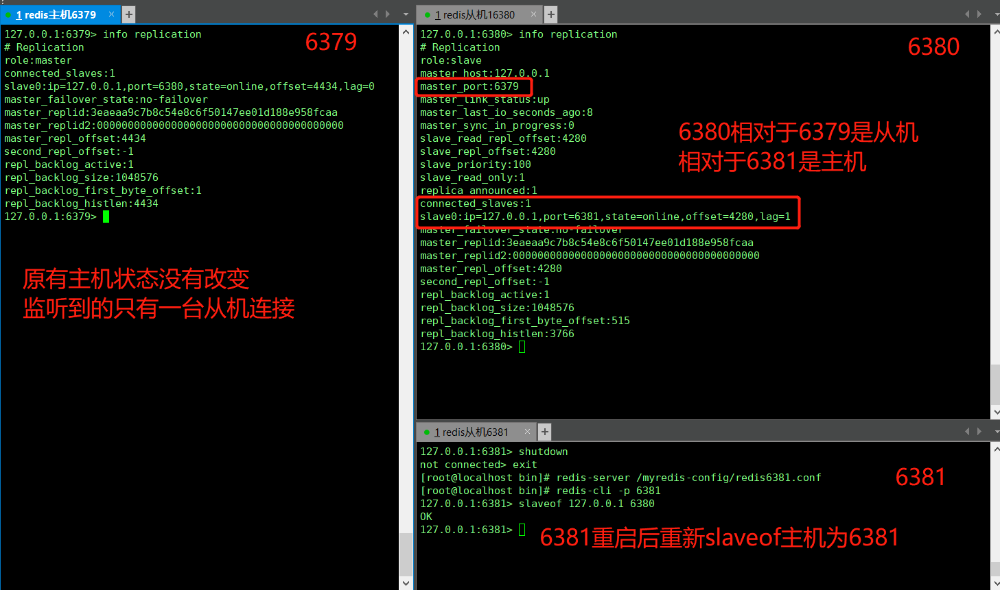 1 redis主机6379
127.0.0.1:6379> info replication
# Replication
role:master
connected_slaves:1
slave0:ip=127.0.0.1,port=6380,state=online,offset=4434,lag=0
master_failover_state:no-failover
master_replid:3eaeaa9c7b8c54e8c6f50147ee01d188e958fcaa
master_replid2:0000000000000000000000000000000000000000
master_repl_offset:4434
second_repl_offset:-1
repl_backlog_active:1
repl_backlog_size:1048576
repl_backlog_first_byte_offset:1
repl_backlog_histlen:4434
127.0.0.1:6379>
6379
原有主机状态没有改变
监听到的只有一台从机连接
1 redis从机16380
127.0.0.1:6380> info replication
# Replication
role:slave
master_host:127.0.0.1
master_port:6379
master_link_status:up
master_last_io_seconds_ago:8
master_sync_in_progress:0
slave_read_repl_offset:4280
slave_repl_offset:4280
slave_priority:100
slave_read_only:1
replica_announced:1
connected_slaves:1
slave0:ip=127.0.0.1,port=6381,state=online,offset=4280,lag=1
master_failover_state:no-failover
master_replid:3eaeaa9c7b8c54e8c6f50147ee01d188e958fcaa
master_replid2:0000000000000000000000000000000000000000
master_repl_offset:4280
second_repl_offset:-1
repl_backlog_active:1
repl_backlog_size:1048576
repl_backlog_first_byte_offset:515
repl_backlog_histlen:3766
127.0.0.1:6380>
6380
6380相对于6379是从机
相对于6381是主机
1 redis从机6381
127.0.0.1:6381> shutdown
not connected> exit
[root@localhost bin]# redis-server /myredis-config/redis6381.conf
[root@localhost bin]# redis-cli -p 6381
127.0.0.1:6381> slaveof 127.0.0.1 6380
OK
127.0.0.1:6381>
6381
6381重启后重新slaveof主机为6381